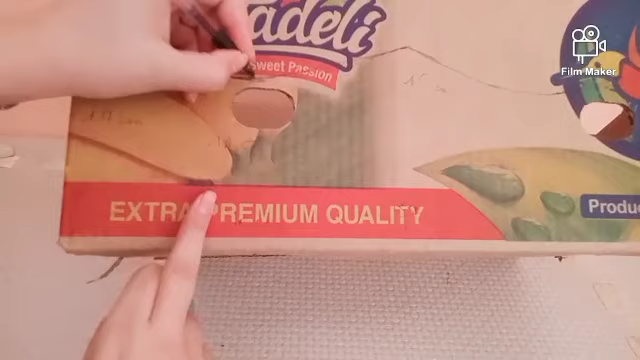 adeli
Sweet Passion
Film Maker
EXTRA PREMIUM QUALITY
Produ